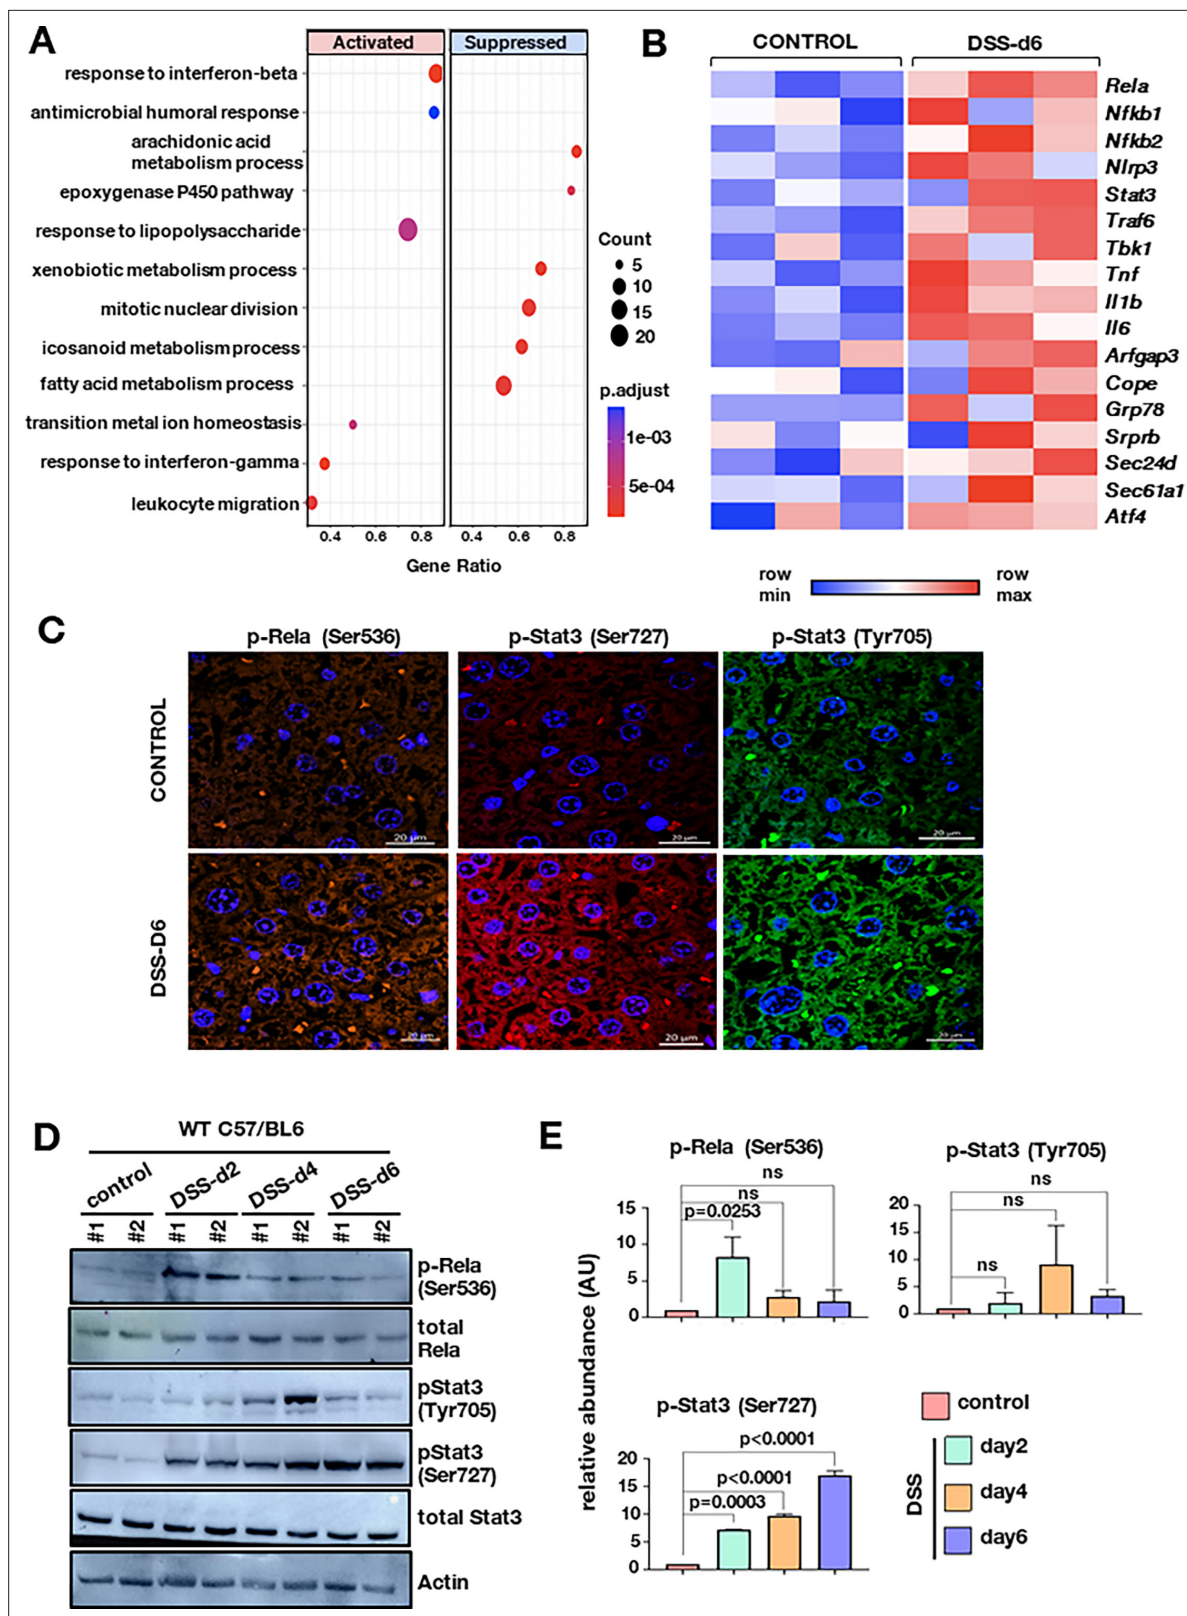 A
Activated
Suppressed
response to interferon-beta
antimicrobial humoral response
arachidonic acid
metabolism process
epoxygenase P450 pathway
response to lipopolysaccharide
xenobiotic metabolism process
mitotic nuclear division
icosanoid metabolism process
fatty acid metabolism process
transition metal ion homeostasis
response to interferon-gamma
leukocyte migration
0.4 0.6 0.8 0.4 0.6 0.8
Gene Ratio
Count
5
10
15
20
p.adjust
1e-03
5e-04
B
CONTROL
DSS-d6
Rela
Nfkb1
Nfkb2
Nlrp3
Stat3
Traf6
Tbk1
Tnf
Il1b
Il6
Arfgap3
Cope
Grp78
Srprb
Sec24d
Sec61a1
Atf4
row
min
row
max
C
p-Rela (Ser536)
p-Stat3 (Ser727)
p-Stat3 (Tyr705)
CONTROL
20 µm
20 µm
20 µm
DSS-D6
20 µm
20 µm
20 µm
D
WT C57/BL6
control
DSS-d2
DSS-d4
DSS-d6
#1 #2 #1 #2 #1 #2 #1 #2
p-Rela
(Ser536)
total
Rela
pStat3
(Tyr705)
pStat3
(Ser727)
total Stat3
Actin
E
relative abundance (AU)
p-Rela (Ser536)
ns
ns
p=0.0253
15
10
5
0
p-Stat3 (Tyr705)
ns
ns
ns
20
15
10
5
0
p-Stat3 (Ser727)
p<0.0001
p<0.0001
p=0.0003
20
15
10
5
0
control
DSS
day2
day4
day6